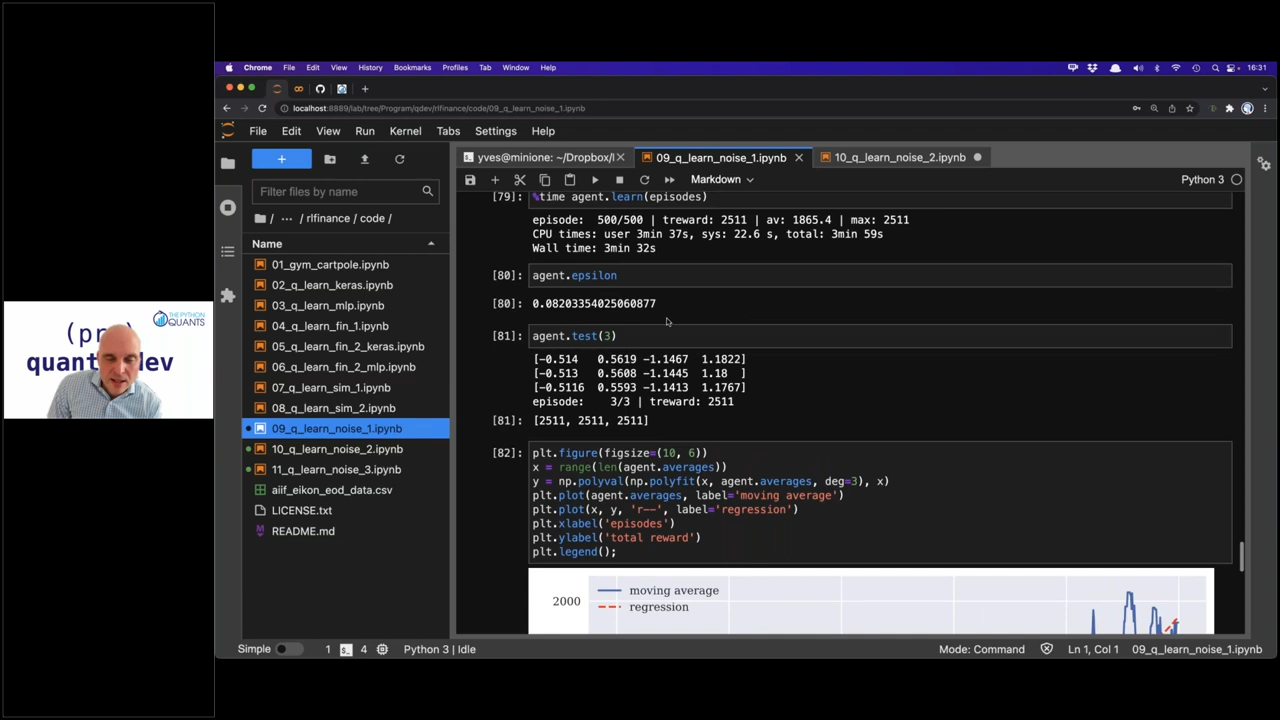 Chrome File Edit View History Bookmarks Profiles Tab Window Help 16:31
localhost:8889/lab/tree/Program/qdev/rlfinance/code/09_q_learn_noise_1.ipynb
File Edit View Run Kernel Tabs Settings Help
yves@minione: ~/Dropbox/
09_q_learn_noise_1.ipynb
10_q_learn_noise_2.ipynb
Markdown
Python 3
Filter files by name
/ ... / rlfinance / code /
Name
01_gym_cartpole.ipynb
02_q_learn_keras.ipynb
03_q_learn_mlp.ipynb
04_q_learn_fin_1.ipynb
05_q_learn_fin_2_keras.ipynb
06_q_learn_fin_2_mlp.ipynb
07_q_learn_sim_1.ipynb
08_q_learn_sim_2.ipynb
09_q_learn_noise_1.ipynb
10_q_learn_noise_2.ipynb
11_q_learn_noise_3.ipynb
aiif_eikon_eod_data.csv
LICENSE.txt
README.md
[79]: %time agent.learn(episodes)
episode: 500/500 | treward: 2511 | av: 1865.4 | max: 2511
CPU times: user 3min 37s, sys: 22.6 s, total: 3min 59s
Wall time: 3min 32s
[80]: agent.epsilon
[80]: 0.08203354025060877
[81]: agent.test(3)
[-0.514 0.5619 -1.1467 1.1822]
[-0.513 0.5608 -1.1445 1.18 ]
[-0.5116 0.5593 -1.1413 1.1767]
episode: 3/3 | treward: 2511
[81]: [2511, 2511, 2511]
[82]: plt.figure(figsize=(10, 6))
x = range(len(agent.averages))
y = np.polyval(np.polyfit(x, agent.averages, deg=3), x)
plt.plot(agent.averages, label='moving average')
plt.plot(x, y, 'r--', label='regression')
plt.xlabel('episodes')
plt.ylabel('total reward')
plt.legend();
moving average
2000
regression
THE PYTHON
QUANTS
quant dev
Simple 1 4 Python 3 | Idle Mode: Command Ln 1, Col 1 09_q_learn_noise_1.ipynb